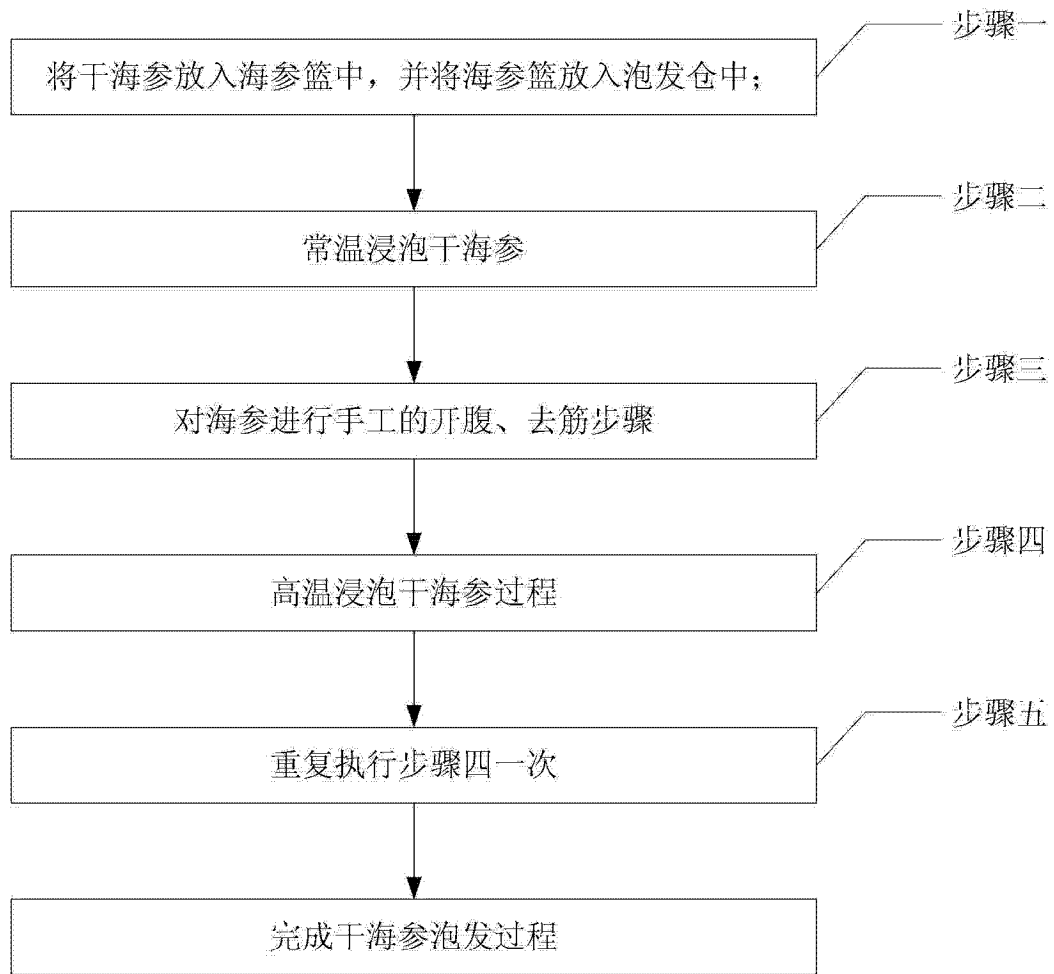 步骤一
将干海参放入海参篮中，并将海参篮放入泡发仓中；
步骤二
常温浸泡干海参
步骤三
对海参进行手工的开腹、去筋步骤
步骤四
高温浸泡干海参过程
步骤五
重复执行步骤四一次
完成干海参泡发过程